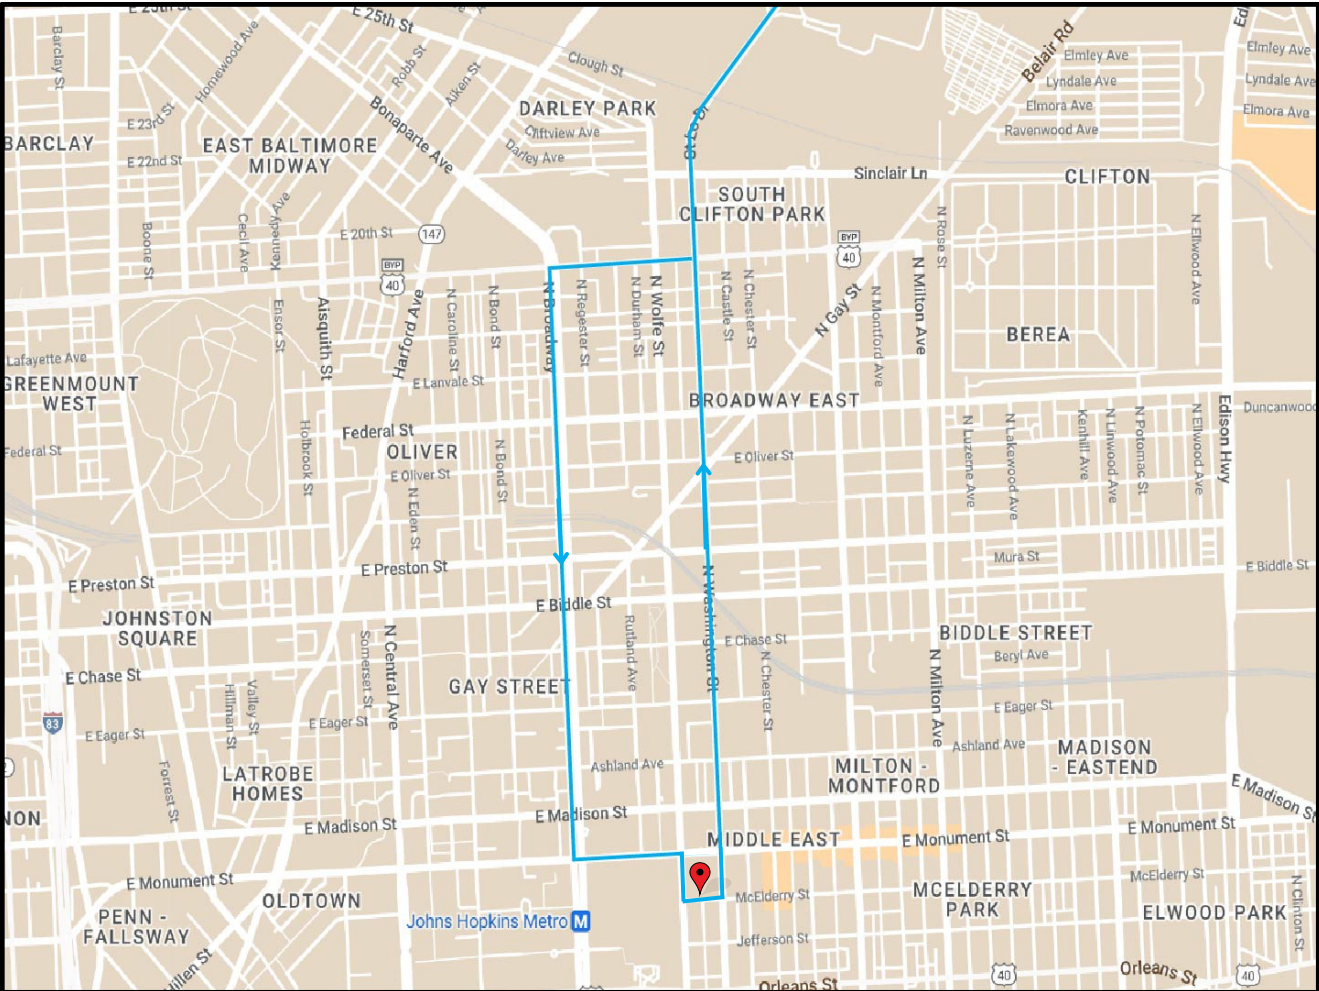 E 25th St
E 25th St
Barclay St
Homewood Ave
Robb St
Aiken St
Clough St
Belair Rd
Elmley Ave
Elmley Ave
Lyndale Ave
Lyndale Ave
Elmora Ave
Elmora Ave
Ravenwood Ave
DARLEY PARK
Cliftview Ave
Darley Ave
Bonaparte Ave
E 23rd St
E 22nd St
BARCLAY
EAST BALTIMORE
MIDWAY
St Lo Dr
Sinclair Ln
CLIFTON
SOUTH
CLIFTON PARK
Boone St
Cecil Ave
Kennedy Ave
E 20th St
147
BYP
40
BYP
40
N Rose St
N Ellwood Ave
Ensor St
Aisquith St
Harford Ave
N Caroline St
N Bond St
N Broadway
N Regester St
N Durham St
N Wolfe St
N Castle St
N Chester St
N Gay St
N Montford Ave
N Milton Ave
BEREA
Lafayette Ave
GREENMOUNT
WEST
E Lanvale St
BROADWAY EAST
Edison Hwy
Duncanwood
Federal St
Federal St
OLIVER
E Oliver St
E Oliver St
Holbrook St
N Eden St
N Bond St
N Luzerne Ave
N Lakewood Ave
Kenhill Ave
N Linwood Ave
N Potomac St
N Ellwood Ave
E Preston St
E Preston St
Mura St
E Biddle St
E Biddle St
JOHNSTON
SQUARE
N Washington St
Rutland Ave
E Chase St
BIDDLE STREET
Beryl Ave
E Chase St
Somerset St
N Central Ave
GAY STREET
N Chester St
N Milton Ave
Hillman St
Valley St
E Eager St
E Eager St
E Eager St
83
Forrest St
LATROBE
HOMES
Ashland Ave
Ashland Ave
MADISON
- EASTEND
MILTON -
MONTFORD
NON
E Madison St
E Madison St
E Madison St
MIDDLE EAST
E Monument St
E Monument St
E Monument St
OLDTOWN
McElderry St
McElderry St
MCELDERRY
PARK
ELWOOD PARK
N Clinton St
PENN -
FALLSWAY
Johns Hopkins Metro M
Jefferson St
Hillen St
Orleans St
Orleans St
40
40